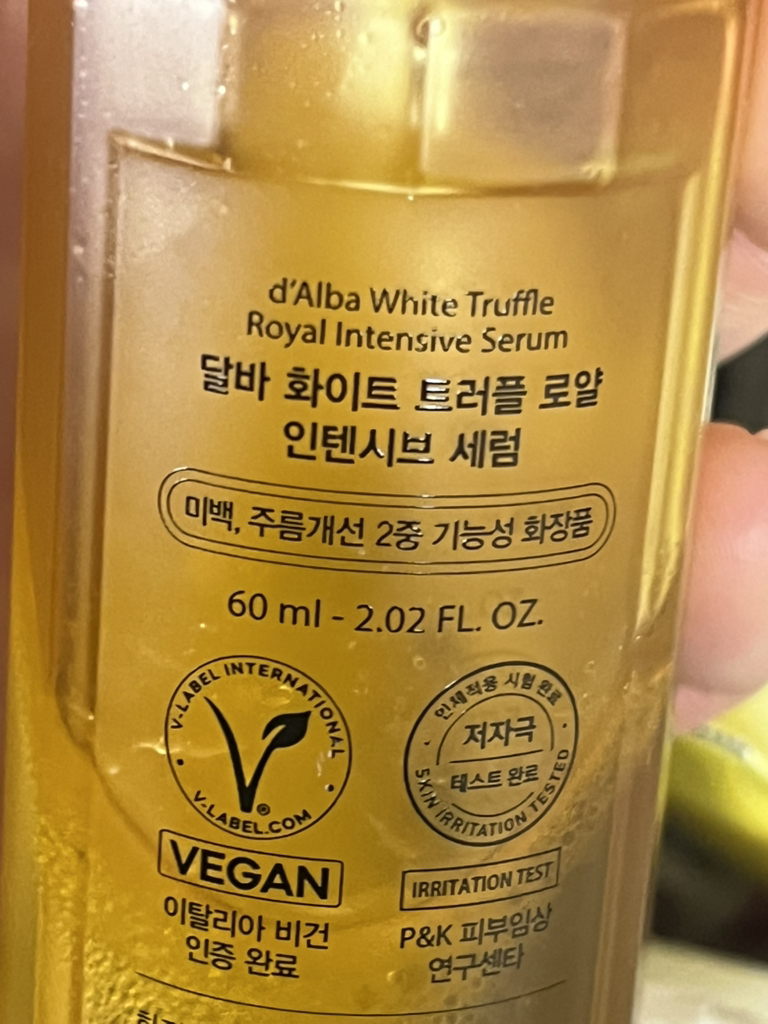 d'Alba White Truffle
Royal Intensive Serum
달바 화이트 트러플 로얄
인텐시브 세럼
미백, 주름개선 2중 기능성 화장품
60 ml - 2.02 FL. OZ.
V-LABEL INTERNATIONAL
®
V-LABEL.COM
VEGAN
이탈리아 비건
인증 완료
인체적용 시험 완료
저자극
테스트 완료
SKIN IRRITATION TESTED
IRRITATION TEST
P&K 피부임상
연구센타